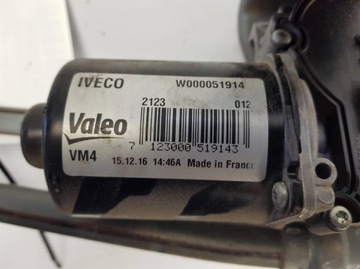 IVECO W000051914
2123 012
Valeo
7 123000 519143
VM4 15.12.16 14:46A Made in France